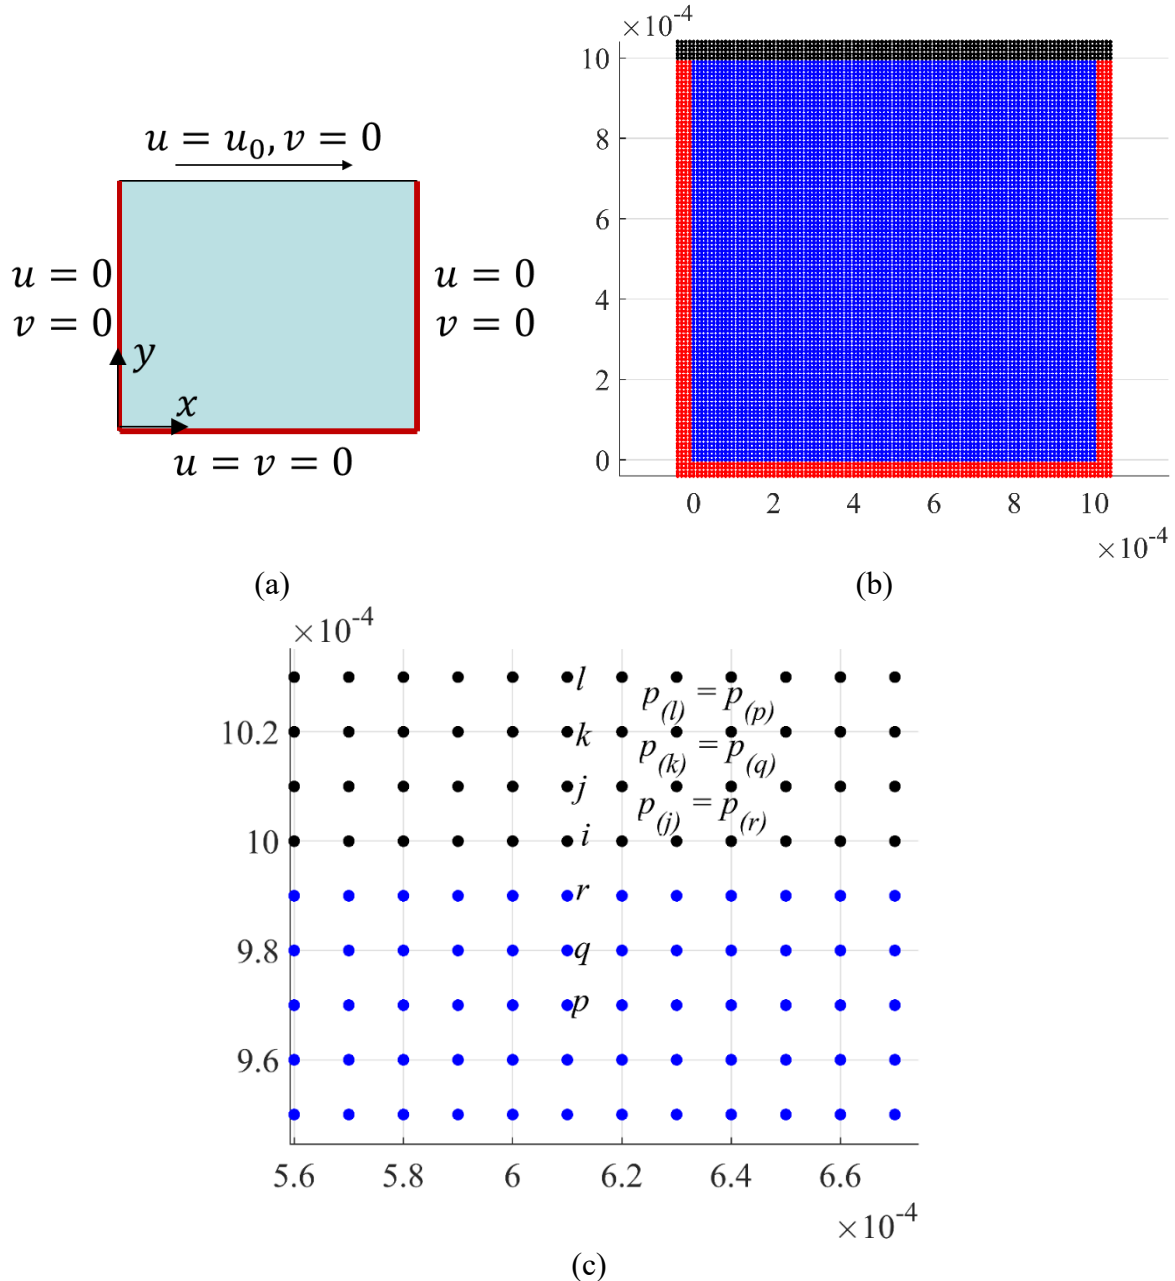 u = u₀, v = 0
u = 0
v = 0
u = 0
v = 0
y
x
u = v = 0
(a)
×10⁻⁴
10
8
6
4
2
0
0 2 4 6 8 10
×10⁻⁴
(b)
×10⁻⁴
l
p₍l₎ = p₍p₎
10.2
k
p₍k₎ = p₍q₎
j
p₍j₎ = p₍r₎
10
i
r
9.8
q
p
9.6
5.6 5.8 6 6.2 6.4 6.6
×10⁻⁴
(c)